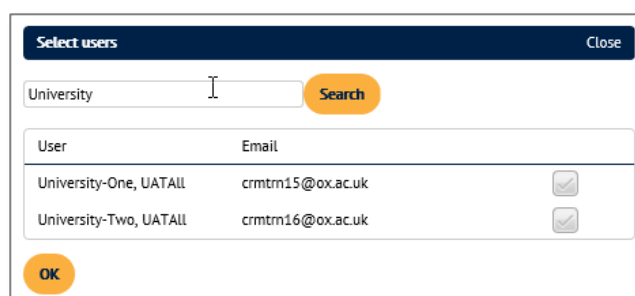 Select users Close
University Search
User Email
University-One, UATAll crmtrn15@ox.ac.uk
University-Two, UATAll crmtrn16@ox.ac.uk
OK